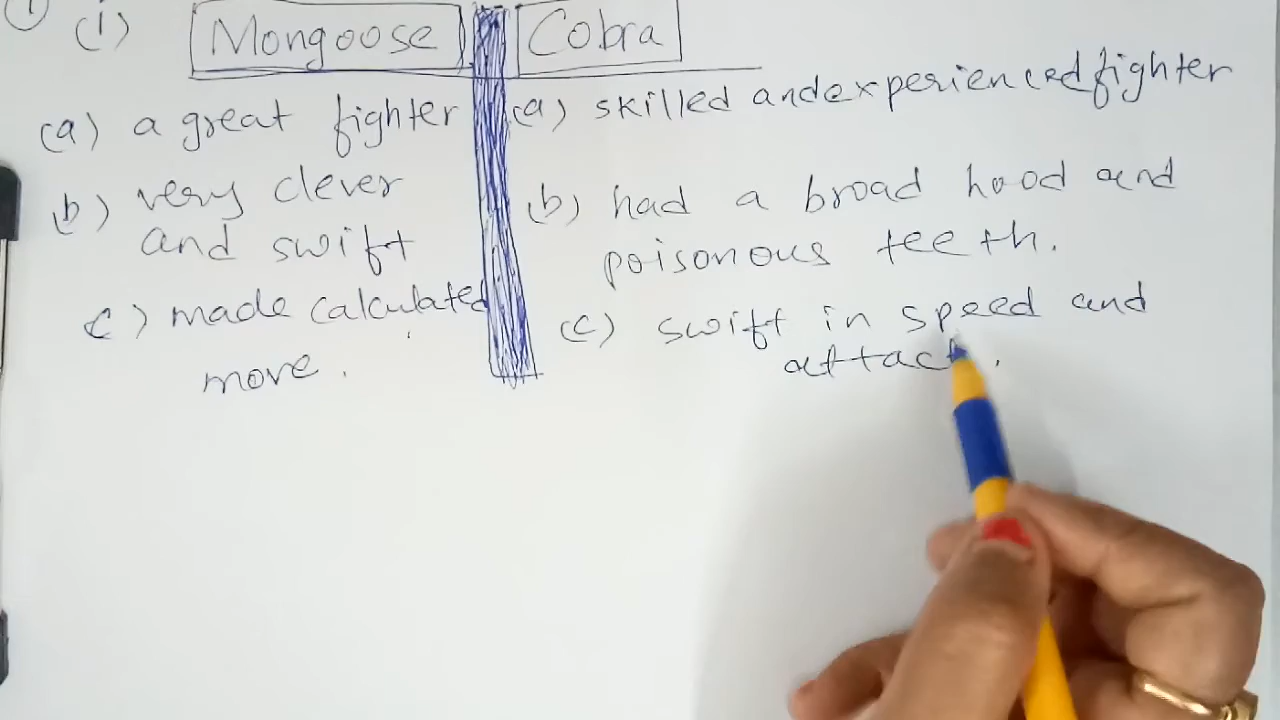 1
(i) Mongoose Cobra
(a) a great fighter
(b) very clever
and swift
(c) made calculated
move.
(a) skilled and experienced fighter
(b) had a broad hood and
poisonous teeth.
(c) swift in speed and
attack.